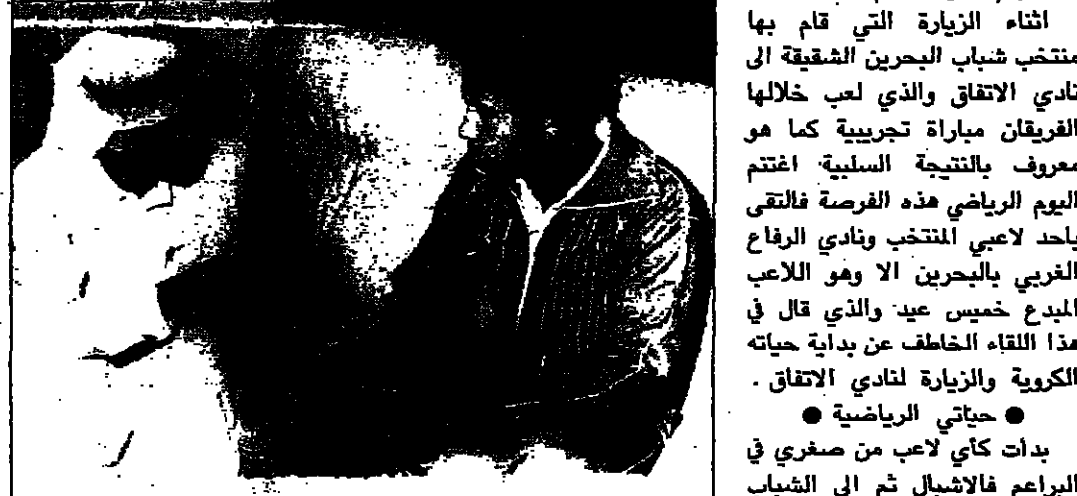 اثناء الزيارة التي قام بها
منتخب شباب البحرين الشقيقة الى
نادي الاتفاق والذي لعب خلالها
الفريقان مباراة تجريبية كما هو
معروف بالنتيجة السلبية اغتنم
اليوم الرياضي هذه الفرصة فالتقى
باحد لاعبي المنتخب ونادي الرفاع
الغربي بالبحرين الا وهو اللاعب
المبدع خميس عيد والذي قال في
هذا اللقاء الخاطف عن بداية حياته
الكروية والزيارة لنادي الاتفاق .
● حياتي الرياضية ●
بدأت كأي لاعب من صغري في
البراعم فالاشبال ثم الى الشباب